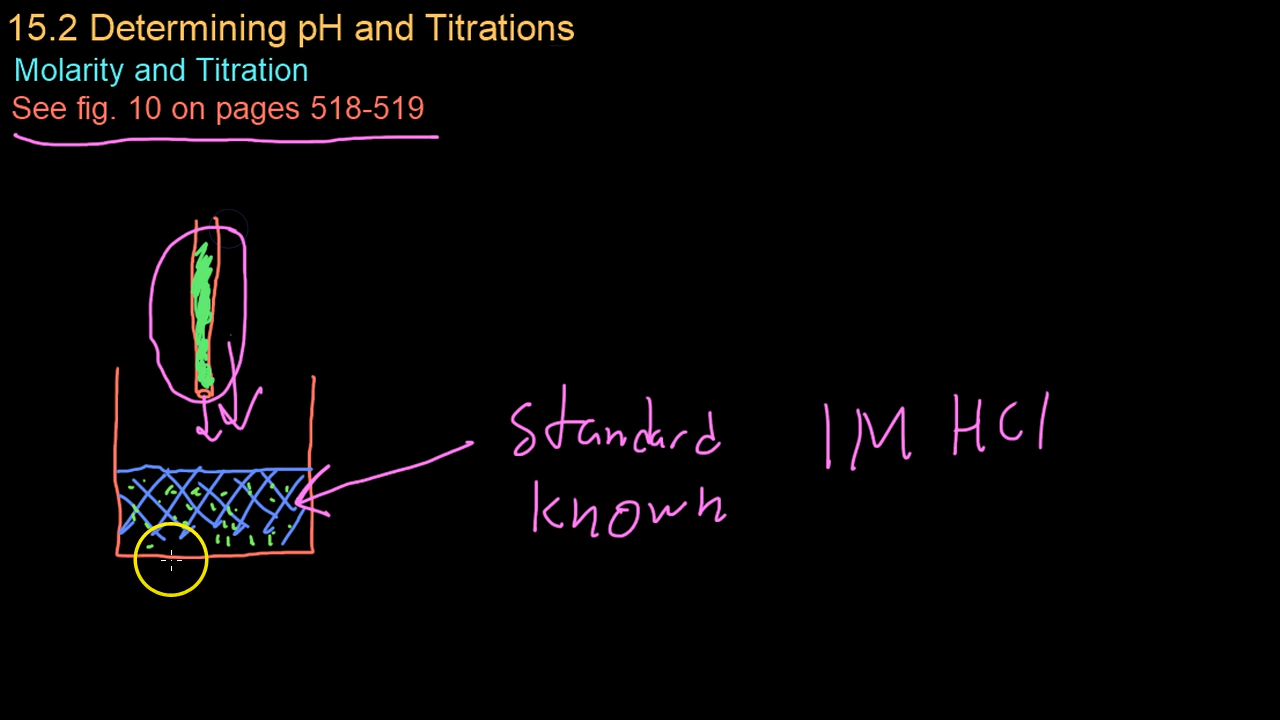 15.2 Determining pH and Titrations
Molarity and Titration
See fig. 10 on pages 518-519
Standard 1M HCl
known